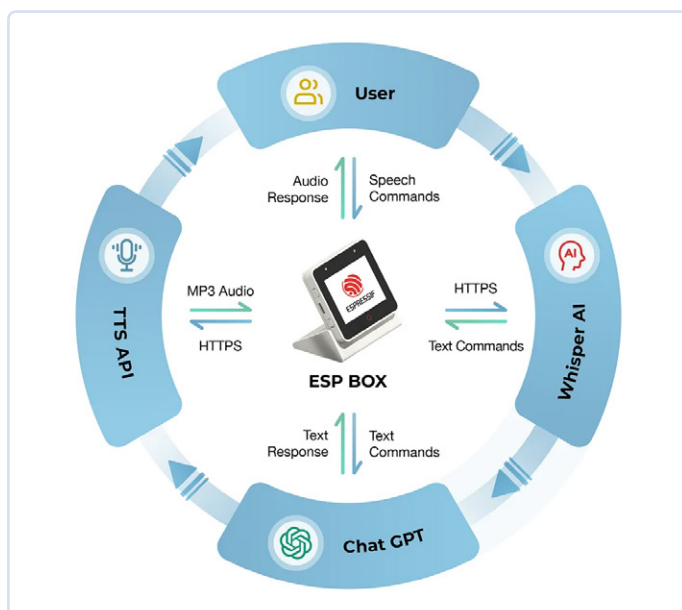 User
AI
Audio
Response
Speech
Commands
TTS API
MP3 Audio
HTTPS
ESPRESSIF
HTTPS
Text Commands
Whisper AI
ESP BOX
Text
Response
Text
Commands
Chat GPT